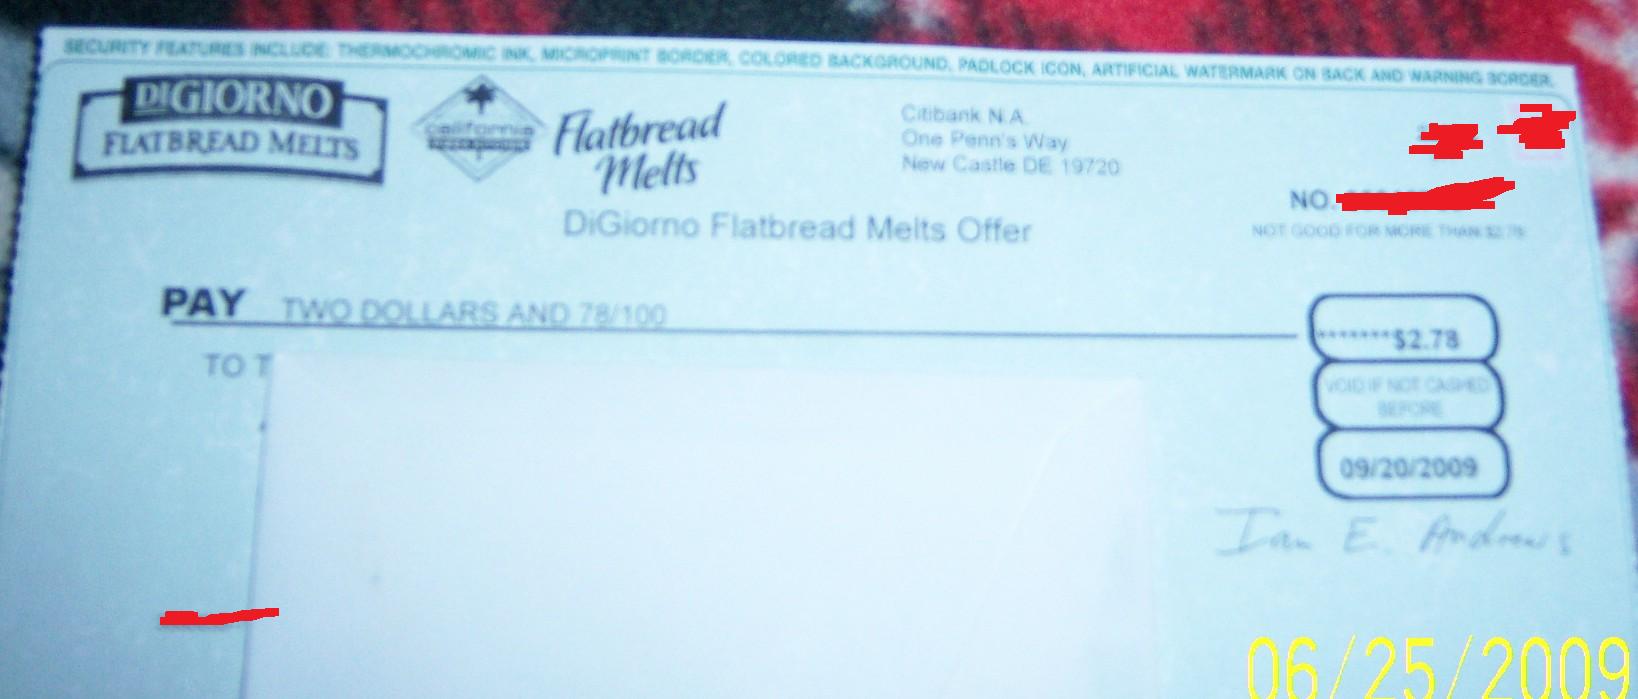 SECURITY FEATURES INCLUDE: THERMOCHROMIC INK, MICROPRINT BORDER, COLORED BACKGROUND, PADLOCK ICON, ARTIFICIAL WATERMARK ON BACK AND WARNING BORDER.
DIGIORNO
FLATBREAD MELTS
california
Flatbread
Melts
Citibank N.A.
One Penn's Way
New Castle DE 19720
NO.
NOT GOOD FOR MORE THAN $2.78
DiGiorno Flatbread Melts Offer
PAY TWO DOLLARS AND 78/100
*******$2.78
TO T
VOID IF NOT CASHED
BEFORE
09/20/2009
E. Andrews
06/25/2009